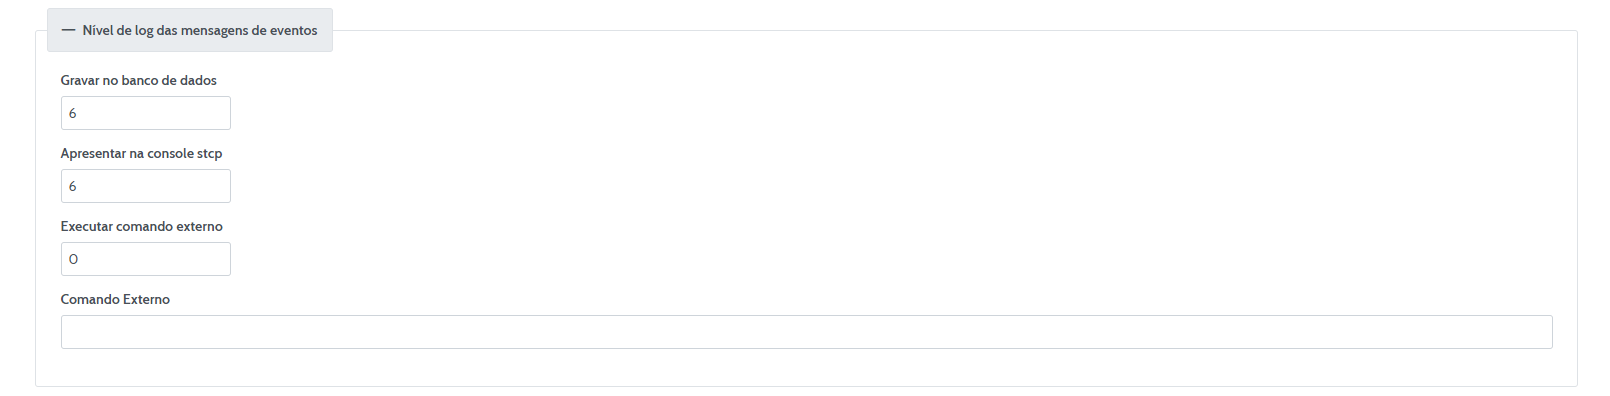 Nível de log das mensagens de eventos
Gravar no banco de dados
6
Apresentar na console stcp
6
Executar comando externo
0
Comando Externo